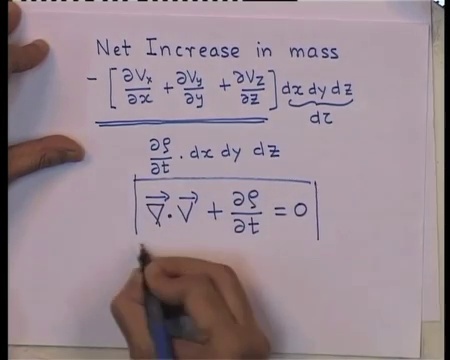 Net Increase in mass
- [ ∂Vx/∂x + ∂Vy/∂y + ∂Vz/∂z ] dx dy dz
dτ
∂ρ/∂t . dx dy dz
∇⃗ . V⃗ + ∂ρ/∂t = 0